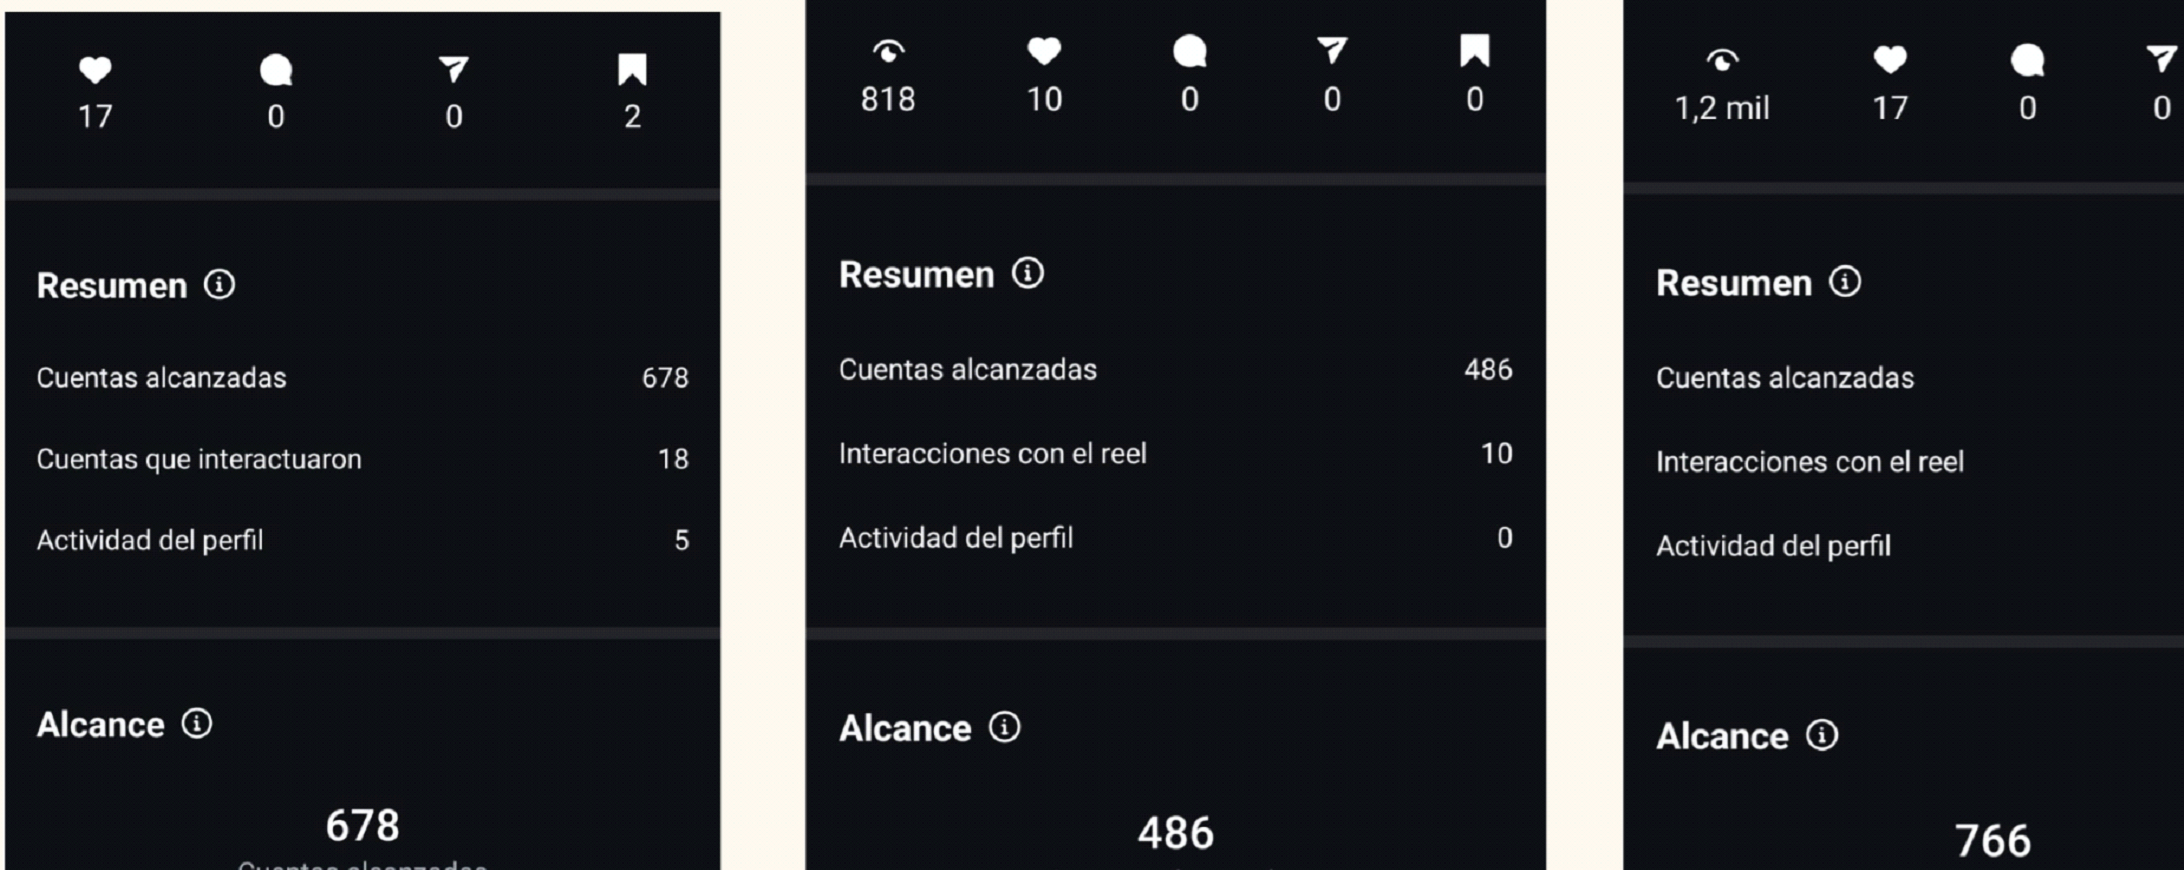 17 0 0 2
Resumen
Cuentas alcanzadas 678
Cuentas que interactuaron 18
Actividad del perfil 5
Alcance
678
Cuentas alcanzadas
818 10 0 0 0
Resumen
Cuentas alcanzadas 486
Interacciones con el reel 10
Actividad del perfil 0
Alcance
486
1,2 mil 17 0 0
Resumen
Cuentas alcanzadas
Interacciones con el reel
Actividad del perfil
Alcance
766